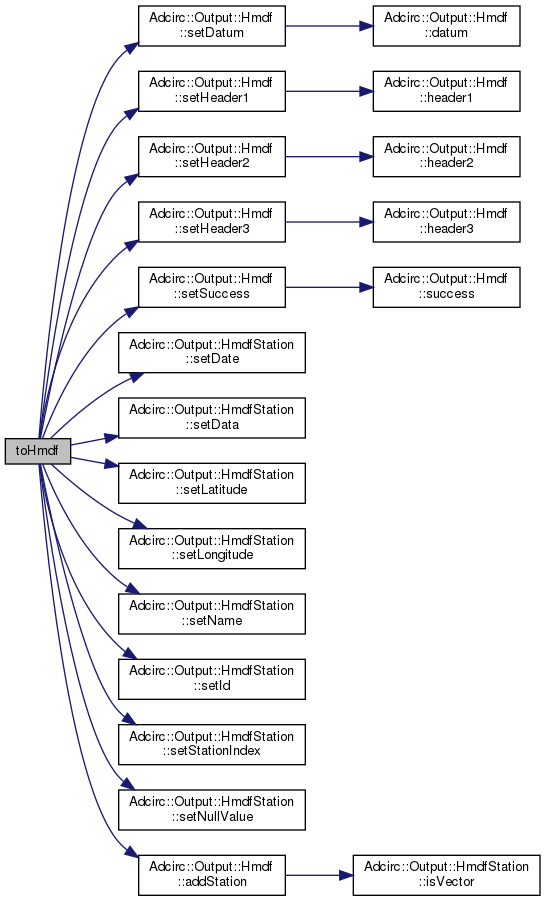 toHmdf
Adcirc::Output::Hmdf
::setDatum
Adcirc::Output::Hmdf
::datum
Adcirc::Output::Hmdf
::setHeader1
Adcirc::Output::Hmdf
::header1
Adcirc::Output::Hmdf
::setHeader2
Adcirc::Output::Hmdf
::header2
Adcirc::Output::Hmdf
::setHeader3
Adcirc::Output::Hmdf
::header3
Adcirc::Output::Hmdf
::setSuccess
Adcirc::Output::Hmdf
::success
Adcirc::Output::HmdfStation
::setDate
Adcirc::Output::HmdfStation
::setData
Adcirc::Output::HmdfStation
::setLatitude
Adcirc::Output::HmdfStation
::setLongitude
Adcirc::Output::HmdfStation
::setName
Adcirc::Output::HmdfStation
::setId
Adcirc::Output::HmdfStation
::setStationIndex
Adcirc::Output::HmdfStation
::setNullValue
Adcirc::Output::Hmdf
::addStation
Adcirc::Output::HmdfStation
::isVector